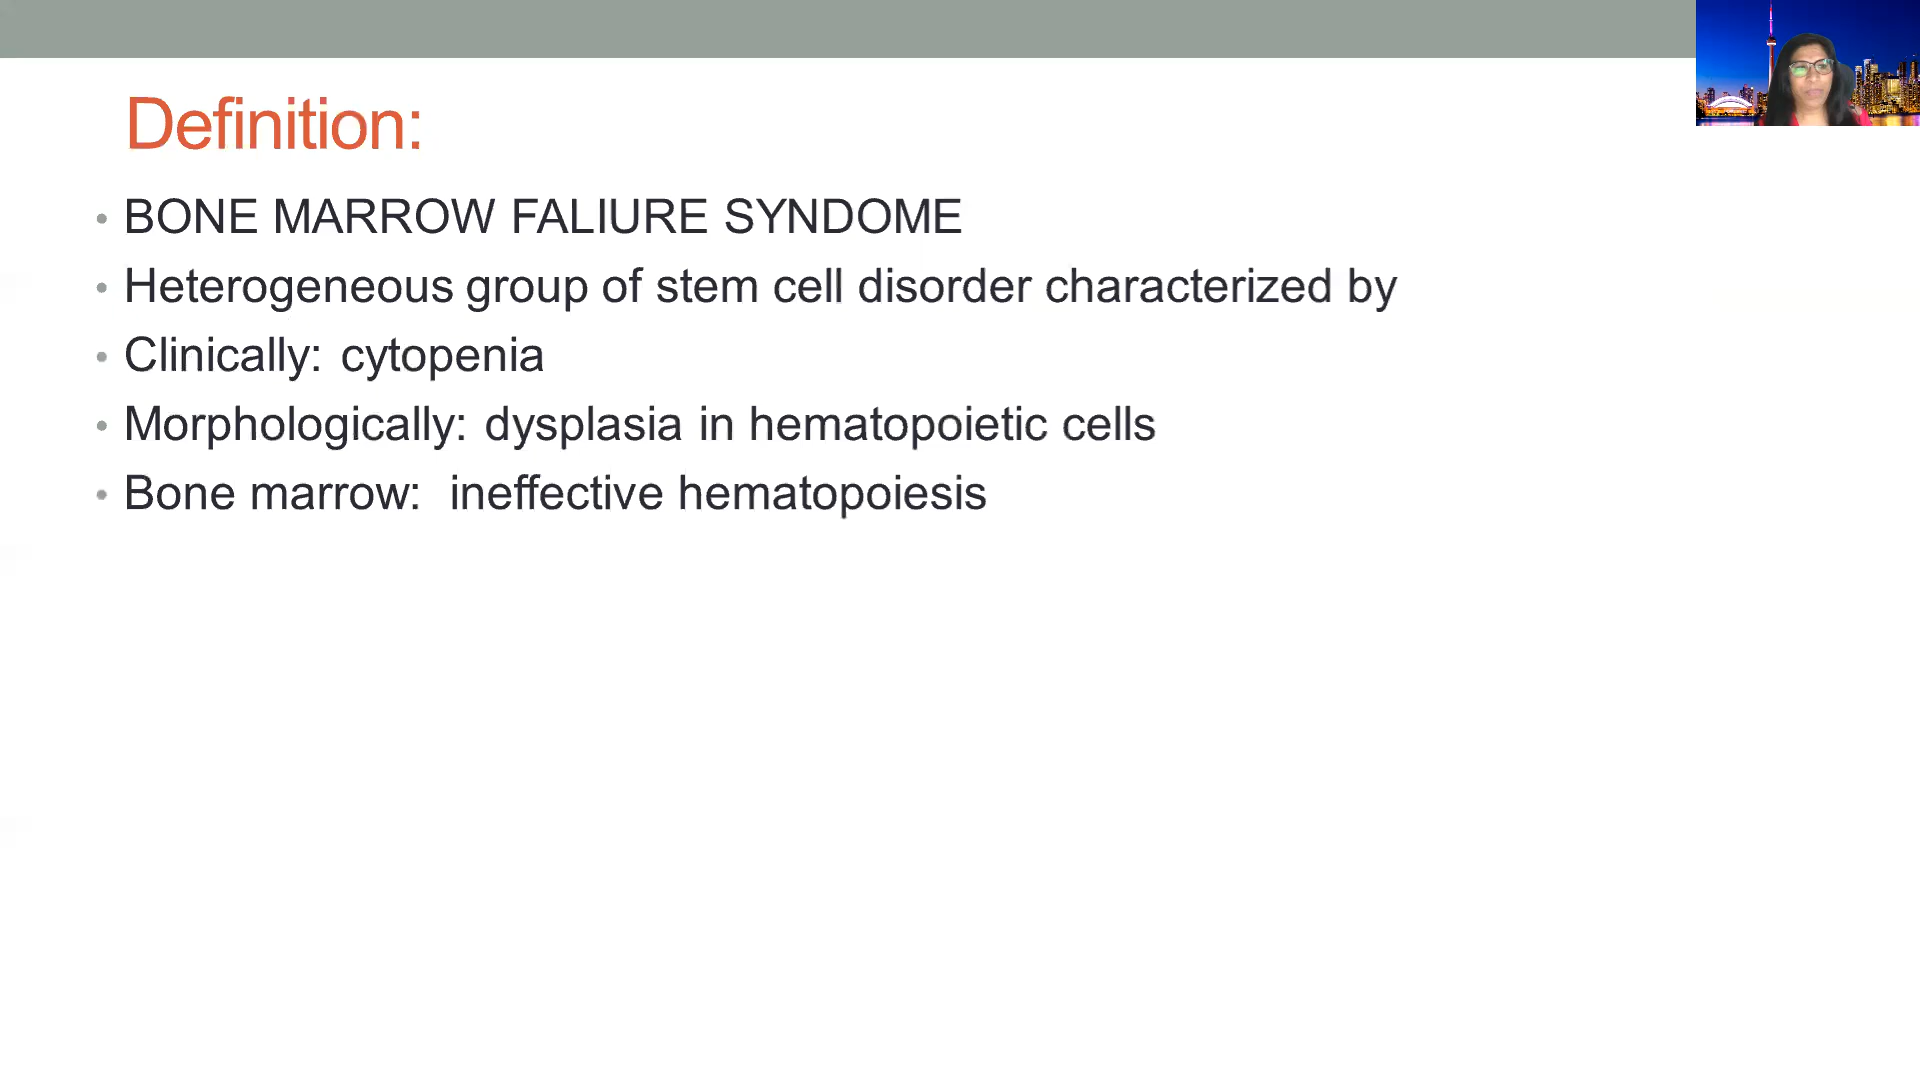 Definition:
• BONE MARROW FALIURE SYNDOME
• Heterogeneous group of stem cell disorder characterized by
• Clinically: cytopenia
• Morphologically: dysplasia in hematopoietic cells
• Bone marrow:  ineffective hematopoiesis